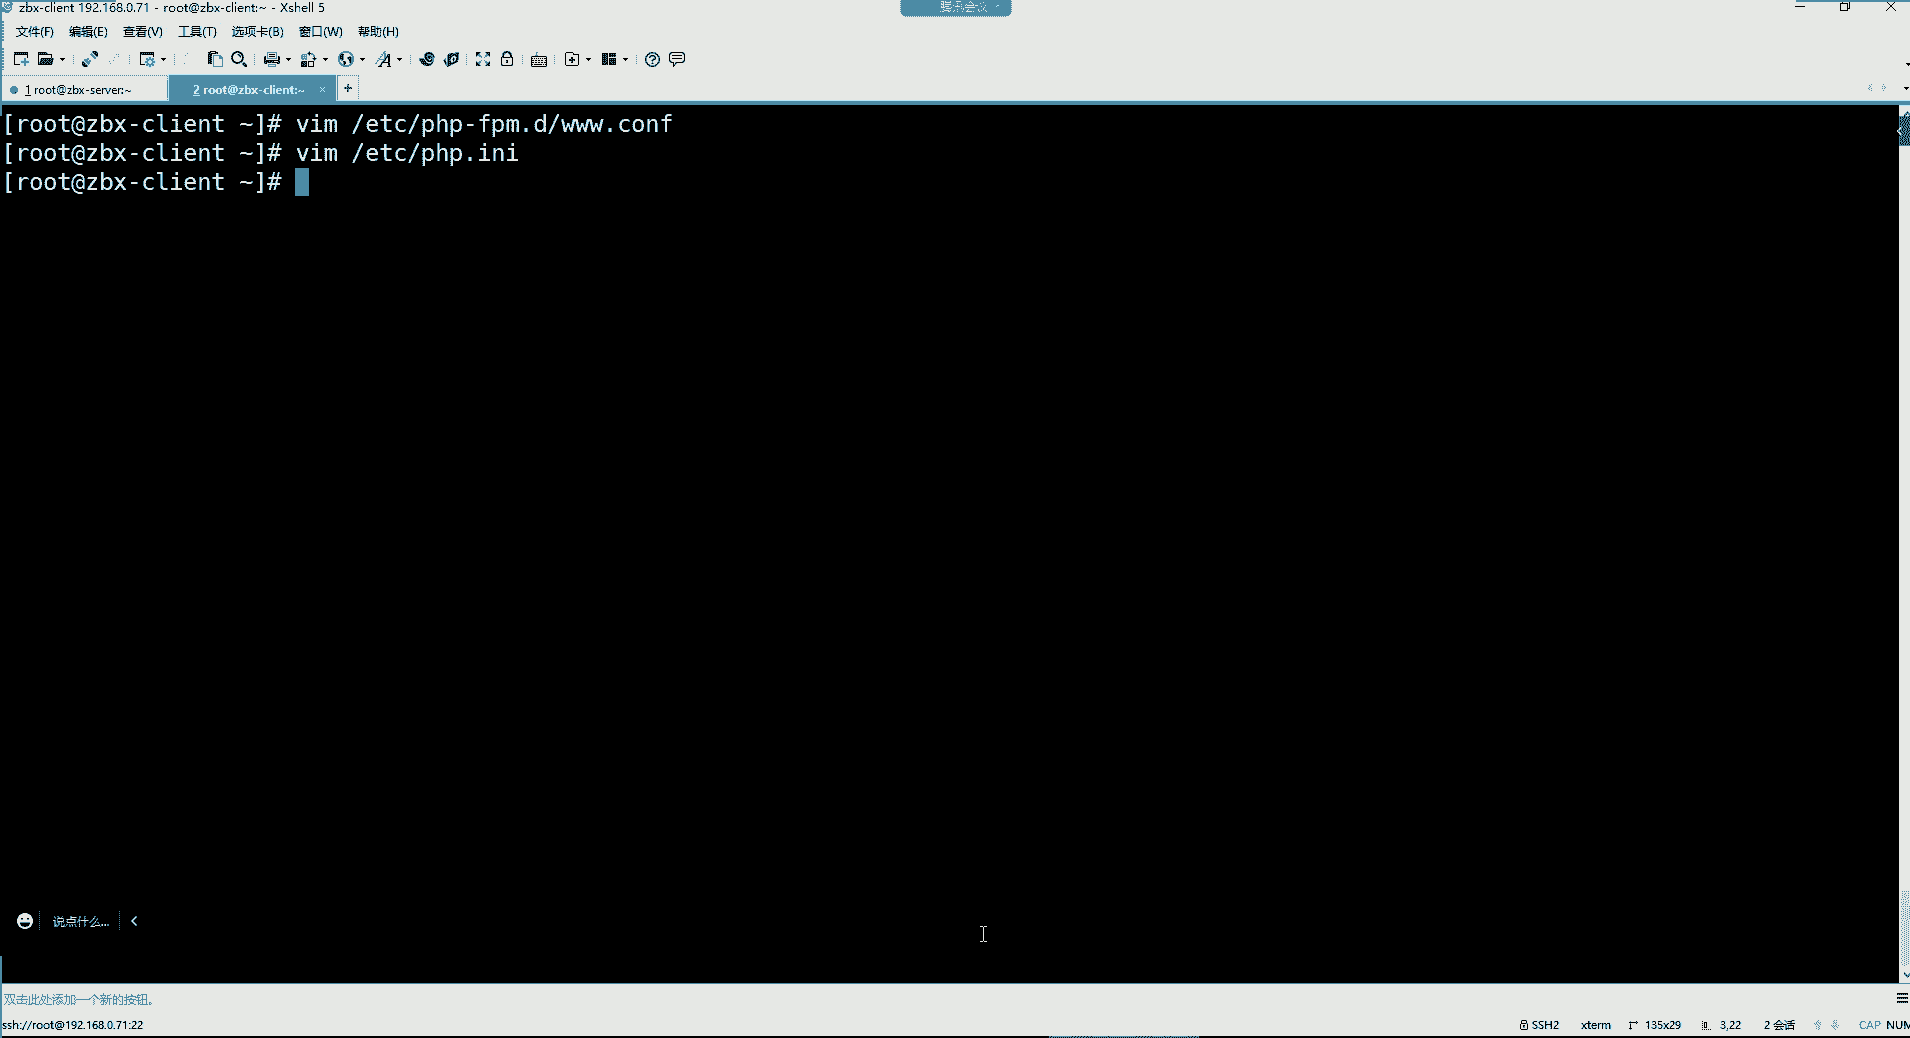 zbx-client 192.168.0.71 - root@zbx-client:~ - Xshell 5
腾讯会议
文件(F) 编辑(E) 查看(V) 工具(T) 选项卡(B) 窗口(W) 帮助(H)
1 root@zbx-server:~ 2 root@zbx-client:~ × +
[root@zbx-client ~]# vim /etc/php-fpm.d/www.conf
[root@zbx-client ~]# vim /etc/php.ini
[root@zbx-client ~]#
说点什么...
双击此处添加一个新的按钮。
ssh://root@192.168.0.71:22 SSH2 xterm 135x29 3,22 2 会话 CAP NUM